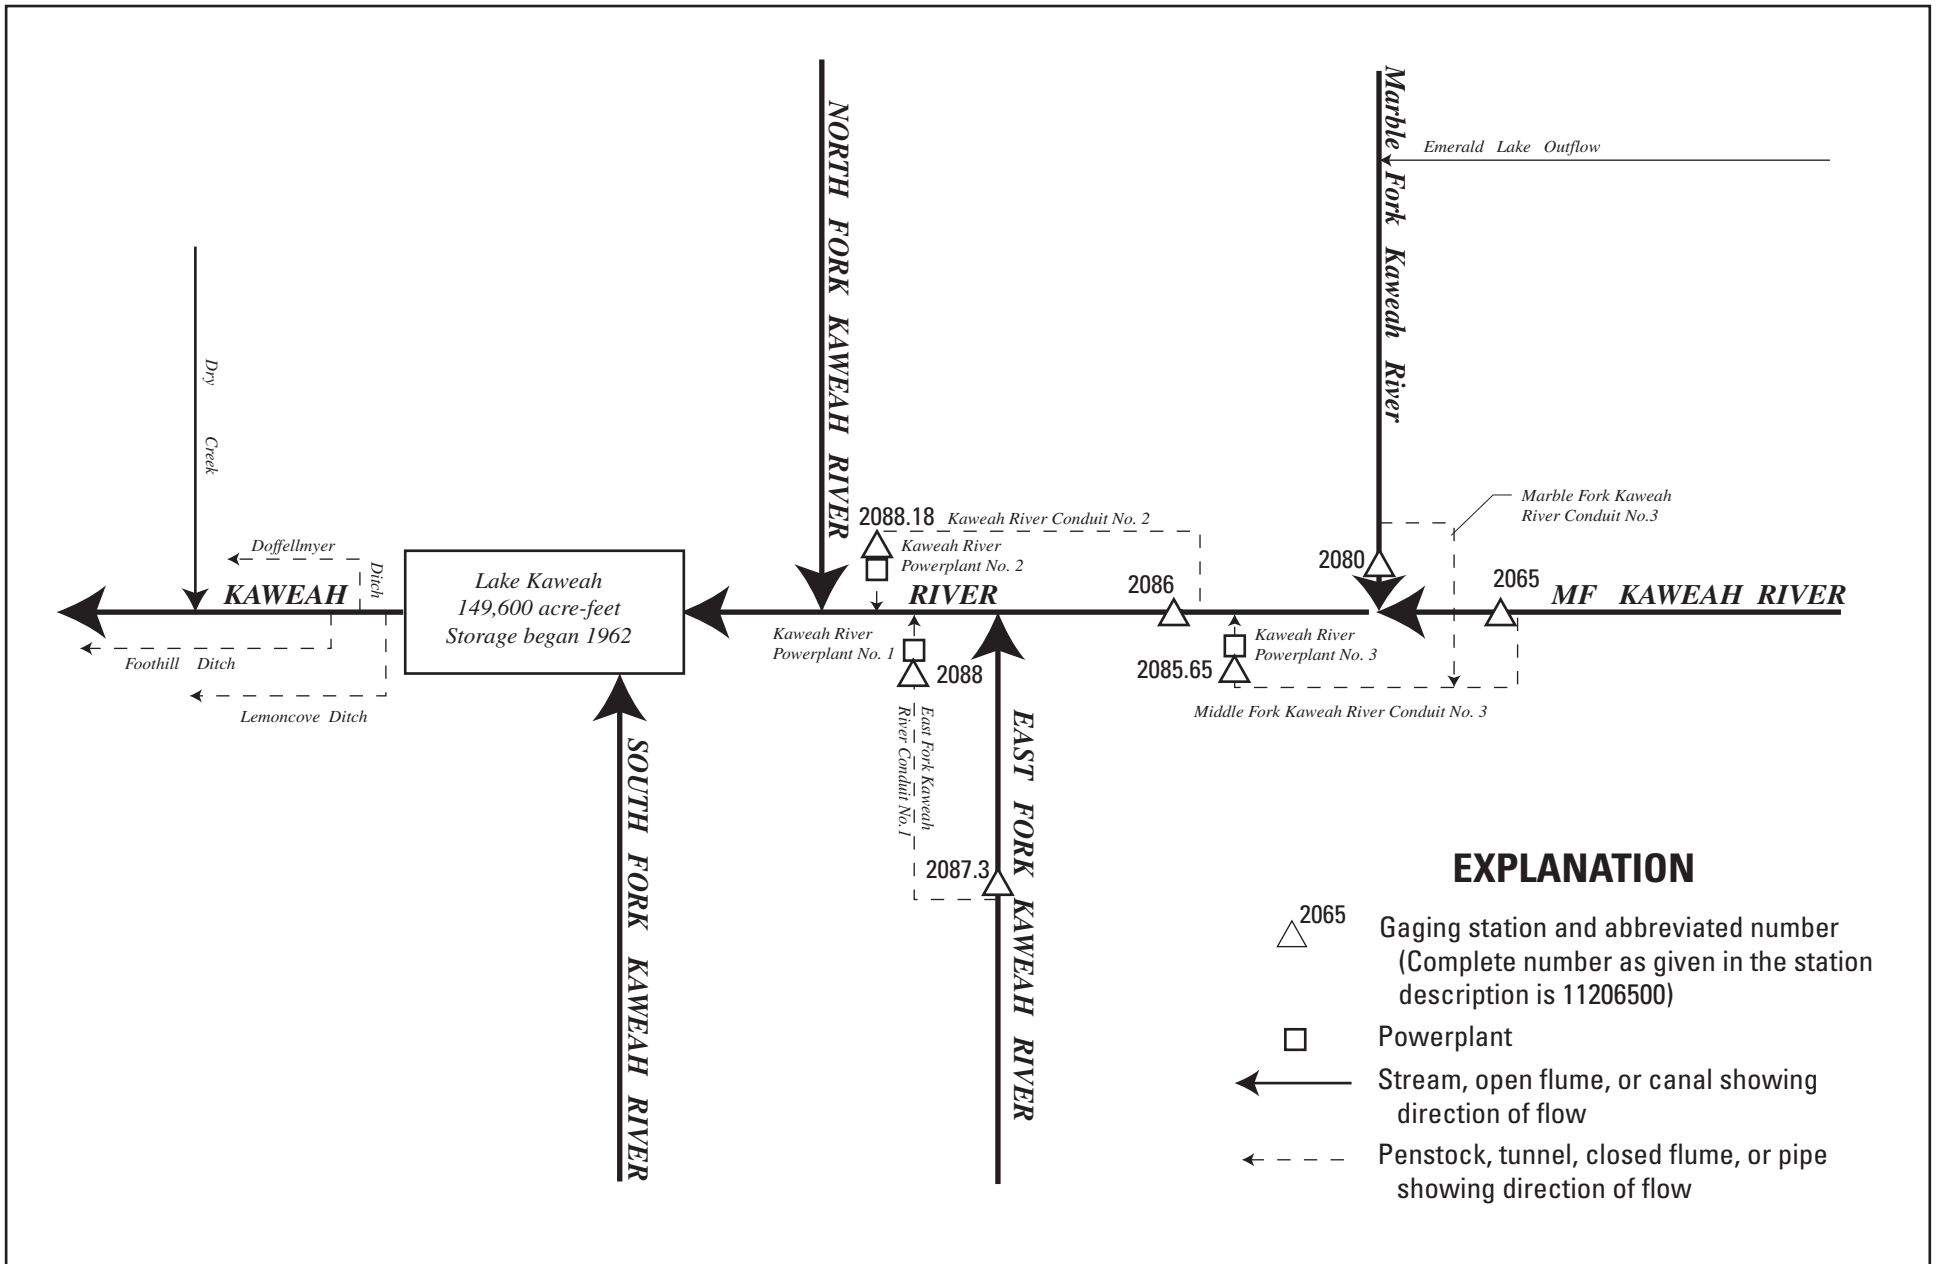 Marble Fork Kaweah River
Emerald Lake Outflow
NORTH FORK KAWEAH RIVER
Dry Creek
Marble Fork Kaweah
River Conduit No.3
2088.18
Kaweah River Conduit No. 2
Kaweah River
Powerplant No. 2
2080
2065
2086
Doffellmyer
Ditch
KAWEAH
RIVER
MF KAWEAH RIVER
Lake Kaweah
149,600 acre-feet
Storage began 1962
Kaweah River
Powerplant No. 1
Kaweah River
Powerplant No. 3
2088
2085.65
Foothill Ditch
Lemoncove Ditch
Middle Fork Kaweah River Conduit No. 3
East Fork Kaweah
River Conduit No.1
SOUTH FORK KAWEAH RIVER
EAST FORK KAWEAH RIVER
2087.3
EXPLANATION
2065
Gaging station and abbreviated number
(Complete number as given in the station
description is 11206500)
Powerplant
Stream, open flume, or canal showing
direction of flow
Penstock, tunnel, closed flume, or pipe
showing direction of flow